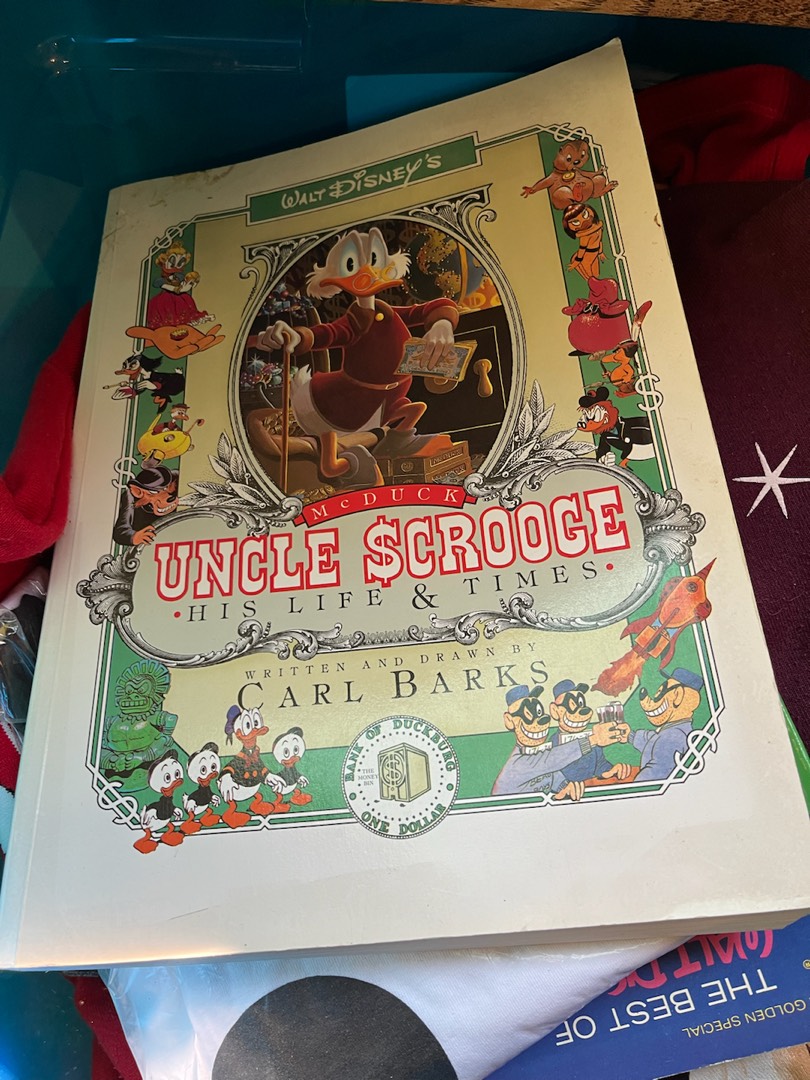 WALT DISNEY'S
McDUCK
UNCLE $CROOGE
•HIS LIFE & TIMES•
WRITTEN AND DRAWN BY
CARL BARKS
BANK OF DUCKBURG
THE
MONEY
BIN
$
ONE DOLLAR
GOLDEN SPECIAL
THE BEST OF